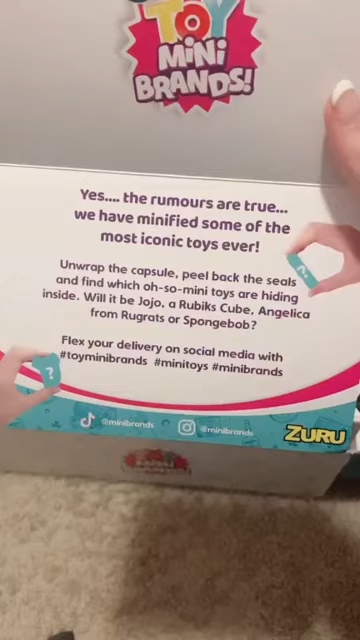 TOY
MINI
BRANDS!
Yes.... the rumours are true...
we have minified some of the
most iconic toys ever!
Unwrap the capsule, peel back the seals
and find which oh-so-mini toys are hiding
inside. Will it be Jojo, a Rubiks Cube, Angelica
from Rugrats or Spongebob?
Flex your delivery on social media with
#toyminibrands #minitoys #minibrands
?
?
@minibrands @minibrands ZURU